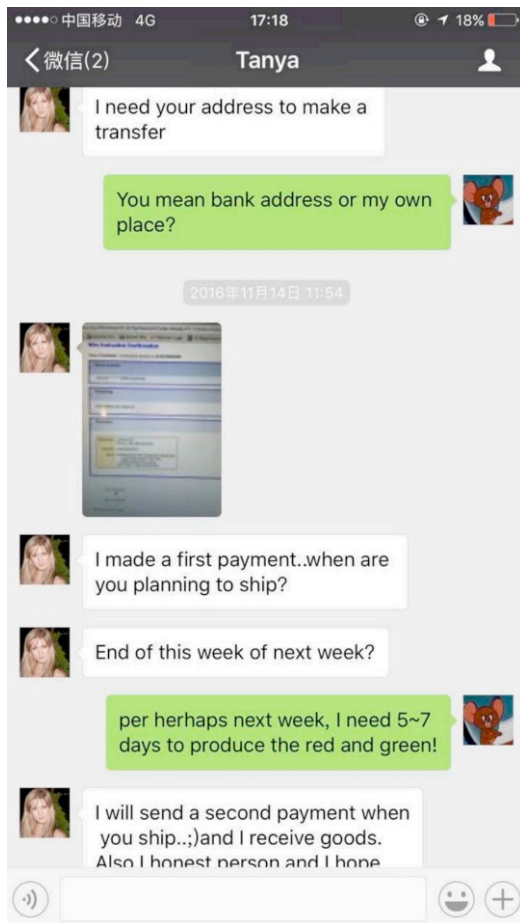 中国移动 4G 17:18 18%
微信(2) Tanya
I need your address to make a
transfer
You mean bank address or my own
place?
2016年11月14日 11:54
I made a first payment..when are
you planning to ship?
End of this week of next week?
per herhaps next week, I need 5~7
days to produce the red and green!
I will send a second payment when
you ship..;)and I receive goods.
Also I honest person and I hope